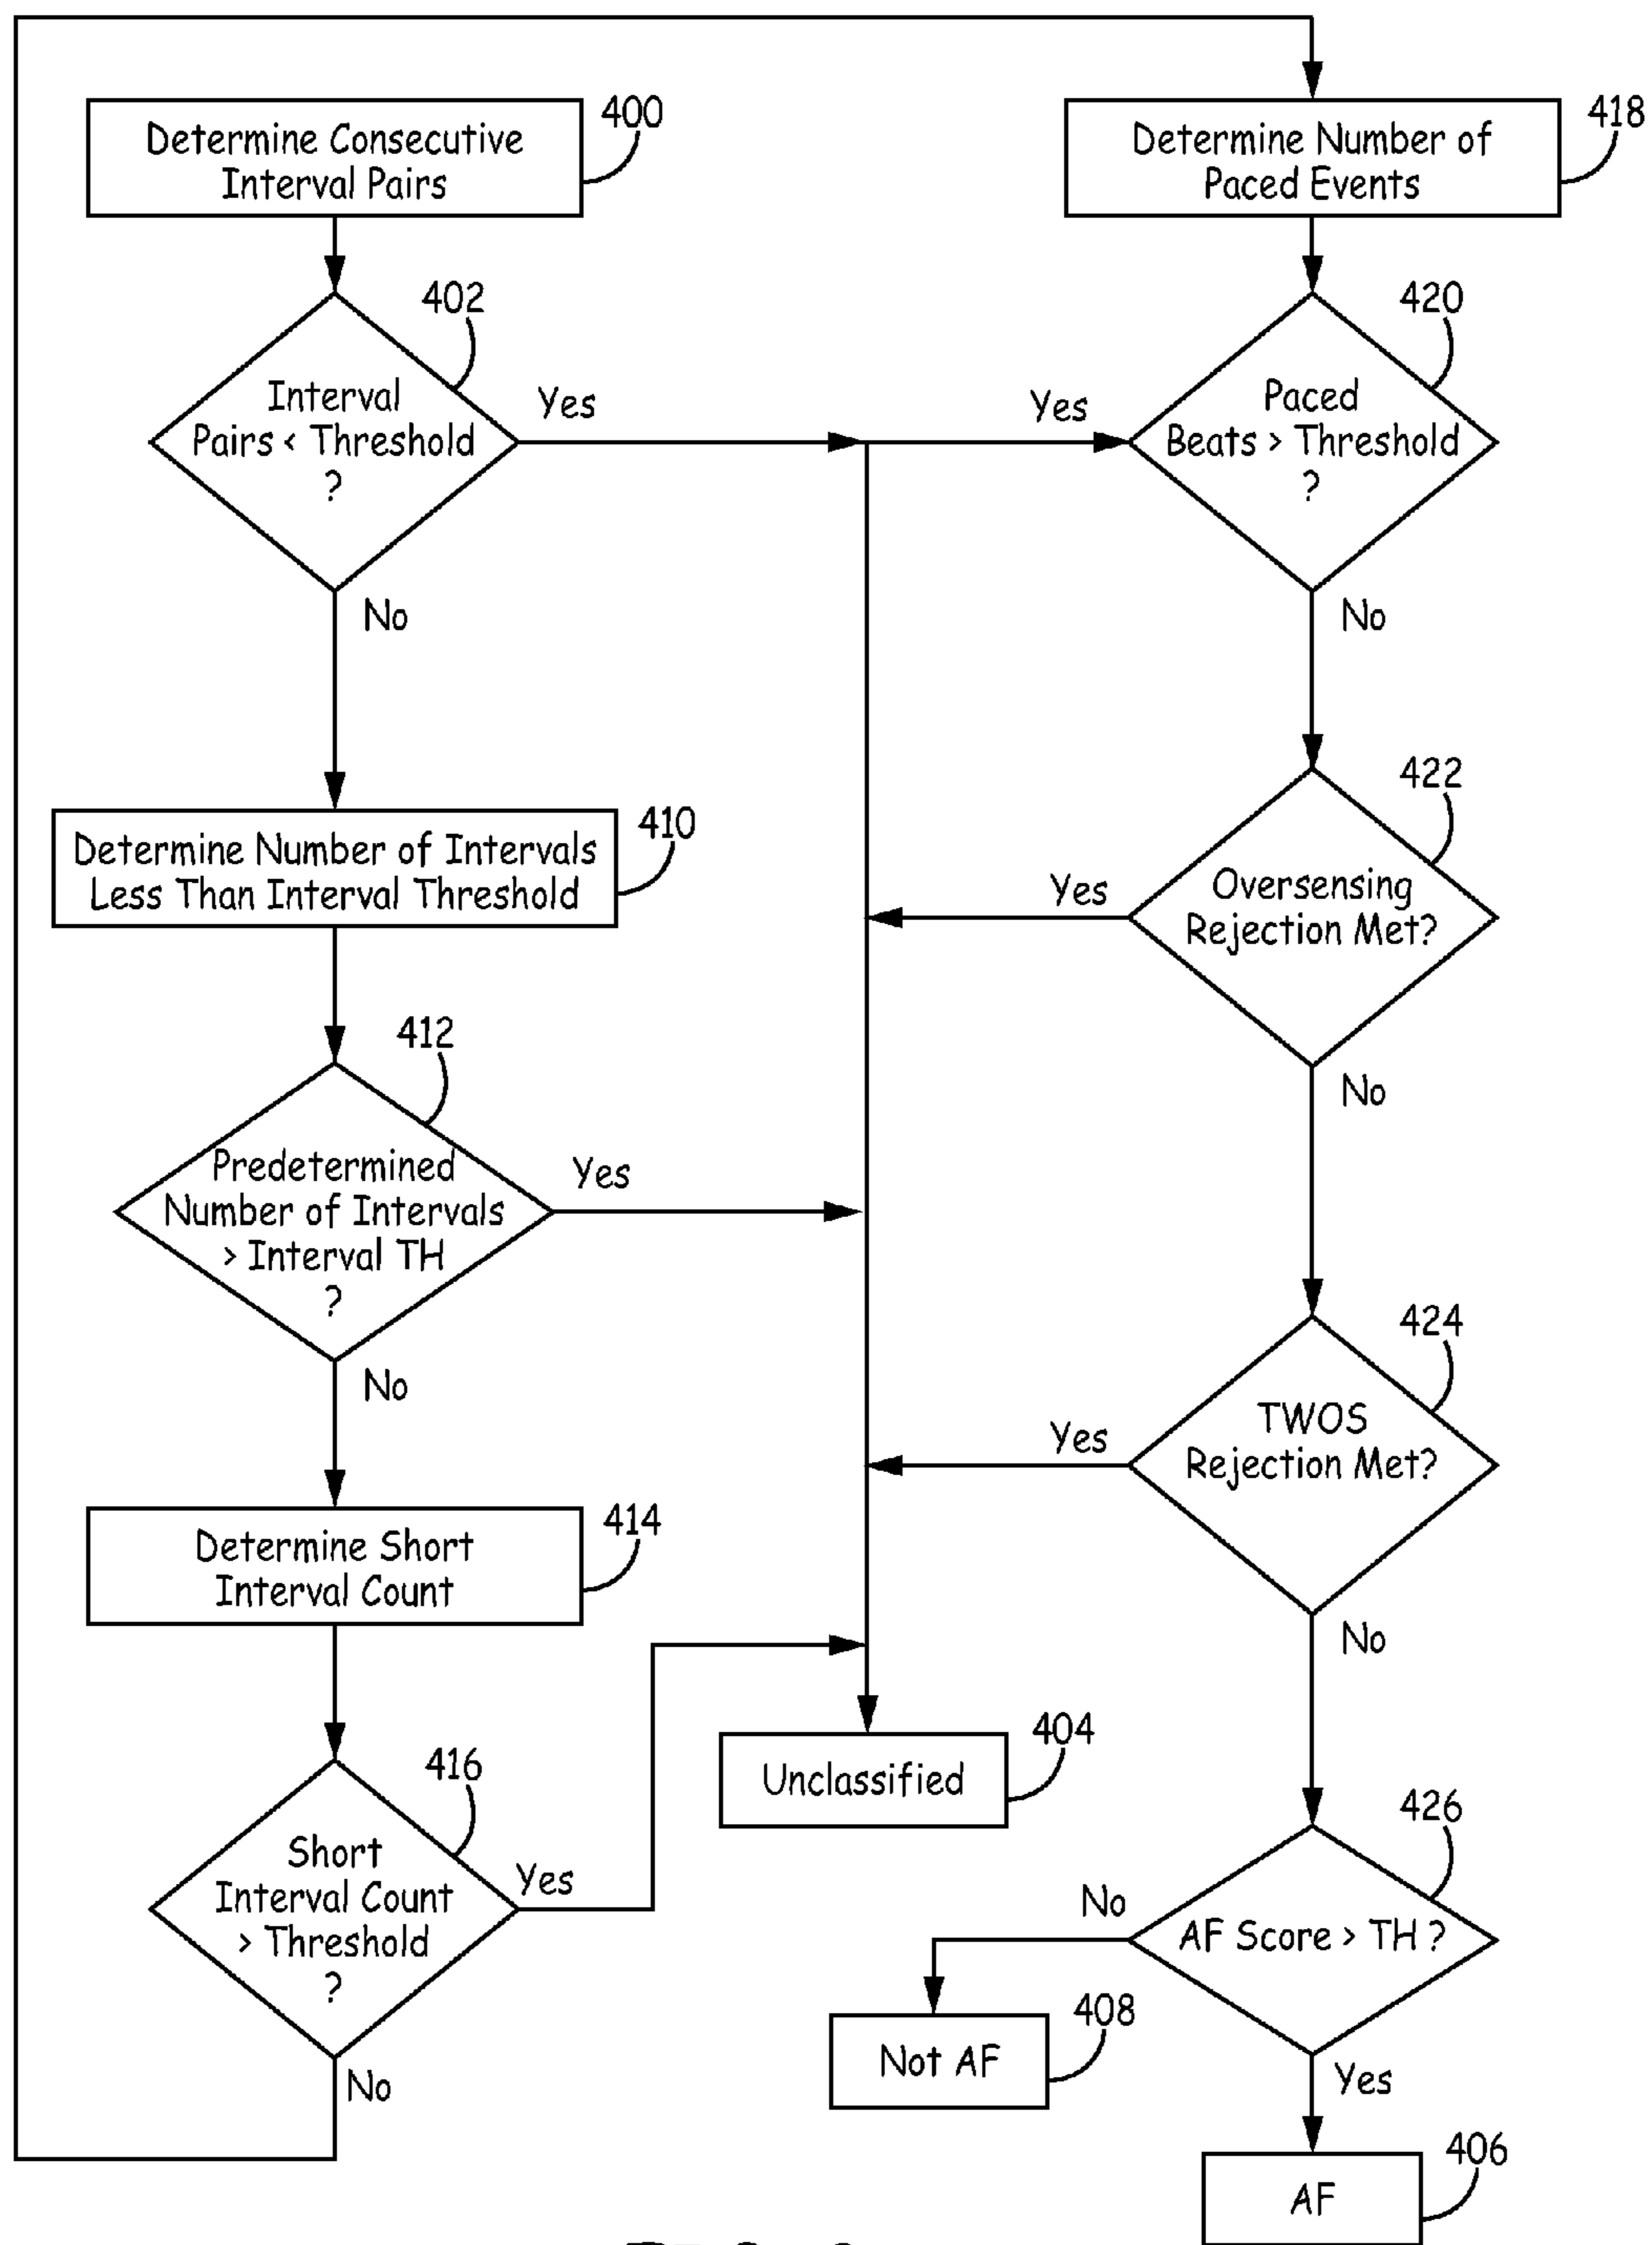 400
Determine Consecutive
Interval Pairs
402
Interval
Pairs < Threshold
?
Yes
No
410
Determine Number of Intervals
Less Than Interval Threshold
412
Predetermined
Number of Intervals
> Interval TH
?
Yes
No
414
Determine Short
Interval Count
416
Short
Interval Count
> Threshold
?
Yes
No
404
Unclassified
418
Determine Number of
Paced Events
420
Yes
Paced
Beats > Threshold
?
No
422
Yes
Oversensing
Rejection Met?
No
424
Yes
TWOS
Rejection Met?
No
426
No
AF Score > TH ?
408
Not AF
Yes
406
AF